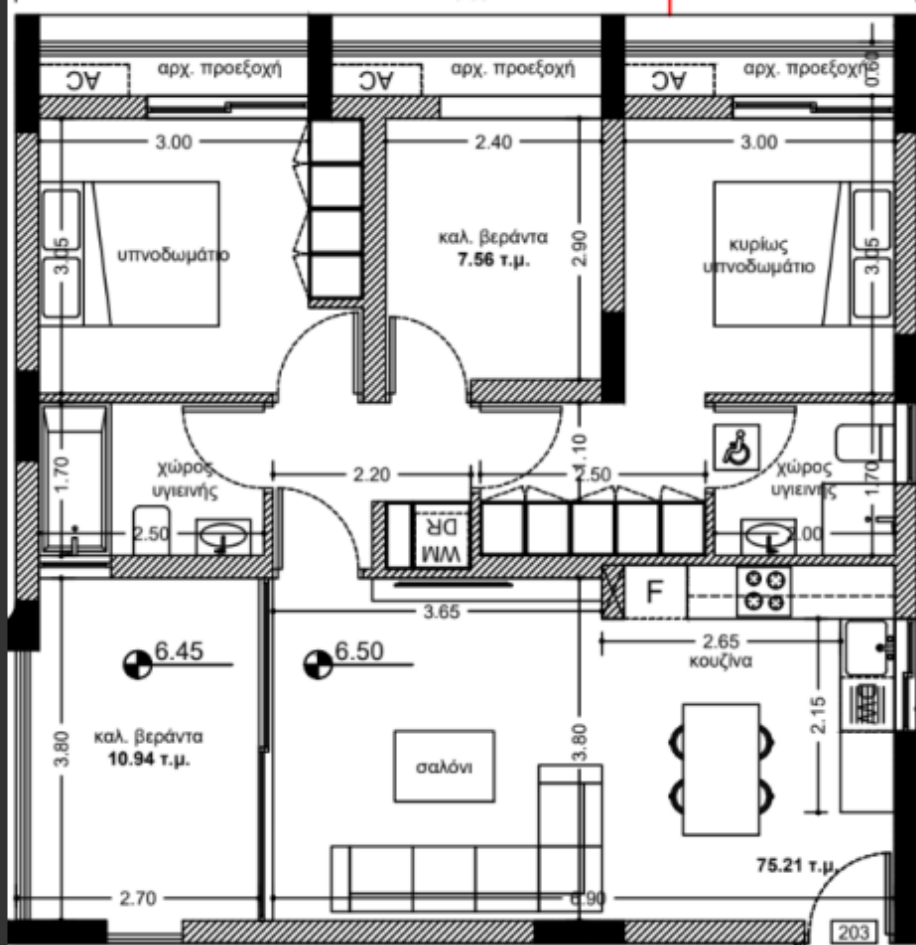 αρχ. προεξοχή
αρχ. προεξοχή
αρχ. προεξοχή
AC
AC
AC
0.60
3.00
2.40
3.00
3.05
υπνοδωμάτιο
καλ. βεράντα
7.56 τ.μ.
2.90
κυρίως
υπνοδωμάτιο
3.05
1.70
χώρος
υγιεινής
2.50
2.20
1.10
2.50
χώρος
υγιεινής
1.70
2.00
WM
DR
F
3.65
2.65
κουζίνα
6.45
6.50
2.15
DW
3.80
καλ. βεράντα
10.94 τ.μ.
σαλόνι
3.80
75.21 τ.μ.
2.70
6.90
203